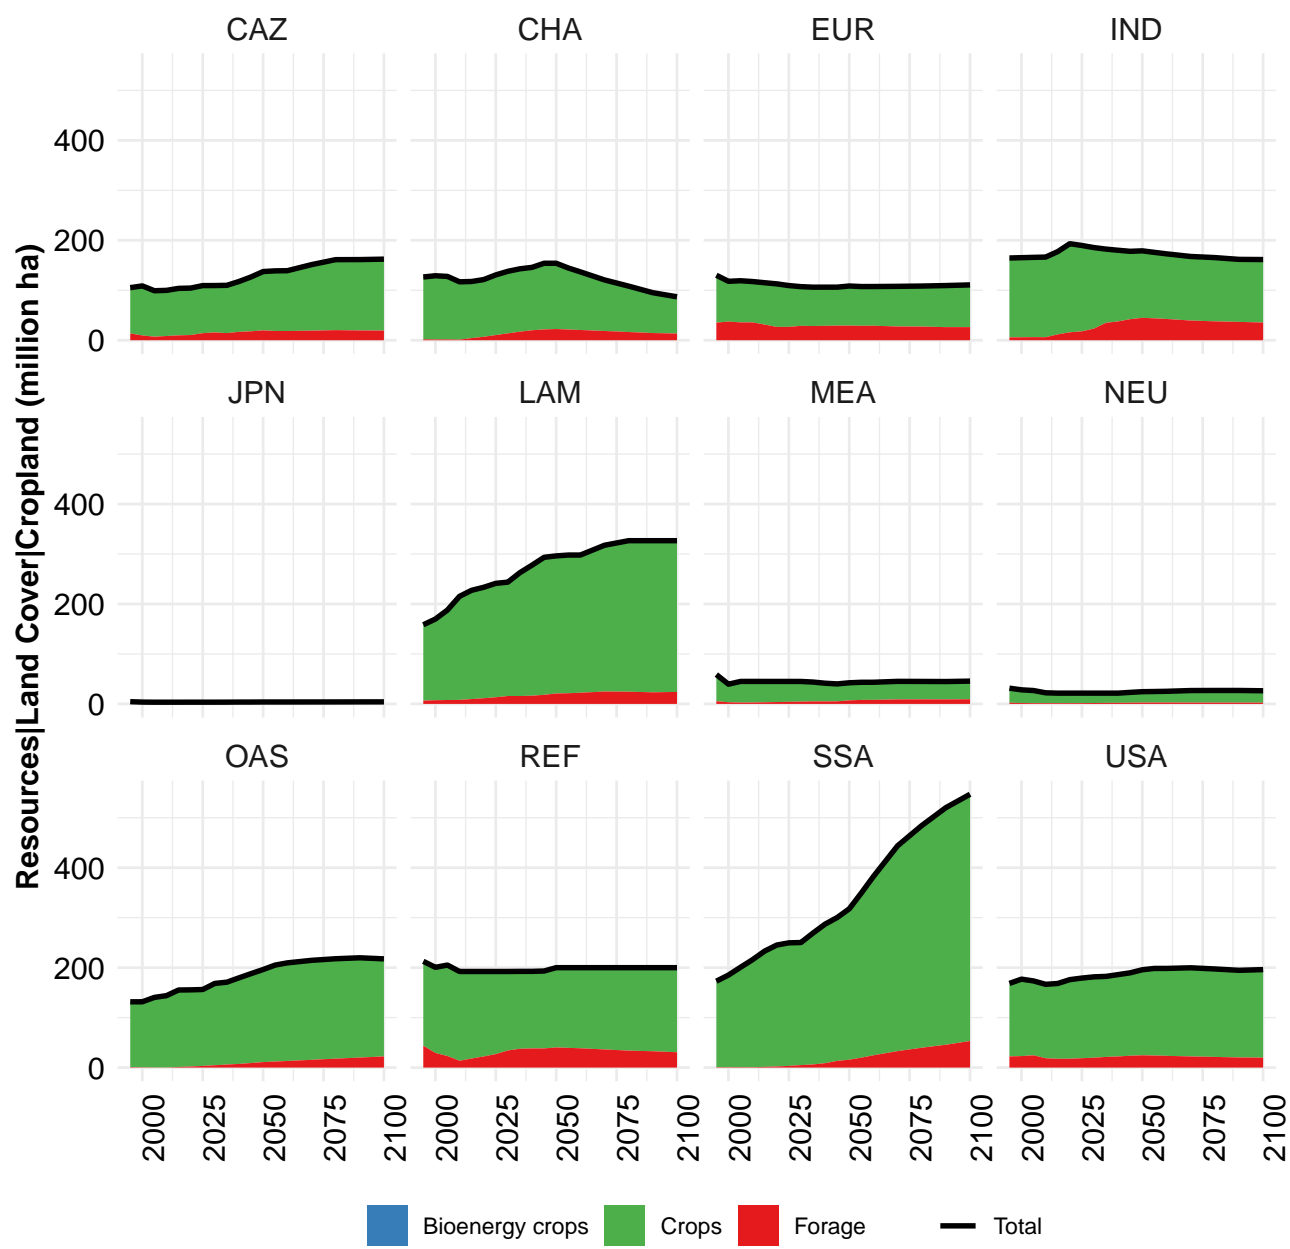 CAZ CHA EUR IND
400
200
0
JPN LAM MEA NEU
400
200
0
OAS REF SSA USA
400
200
0
Resources|Land Cover|Cropland (million ha)
2000 2025 2050 2075 2100 2000 2025 2050 2075 2100 2000 2025 2050 2075 2100 2000 2025 2050 2075 2100
Bioenergy crops Crops Forage Total